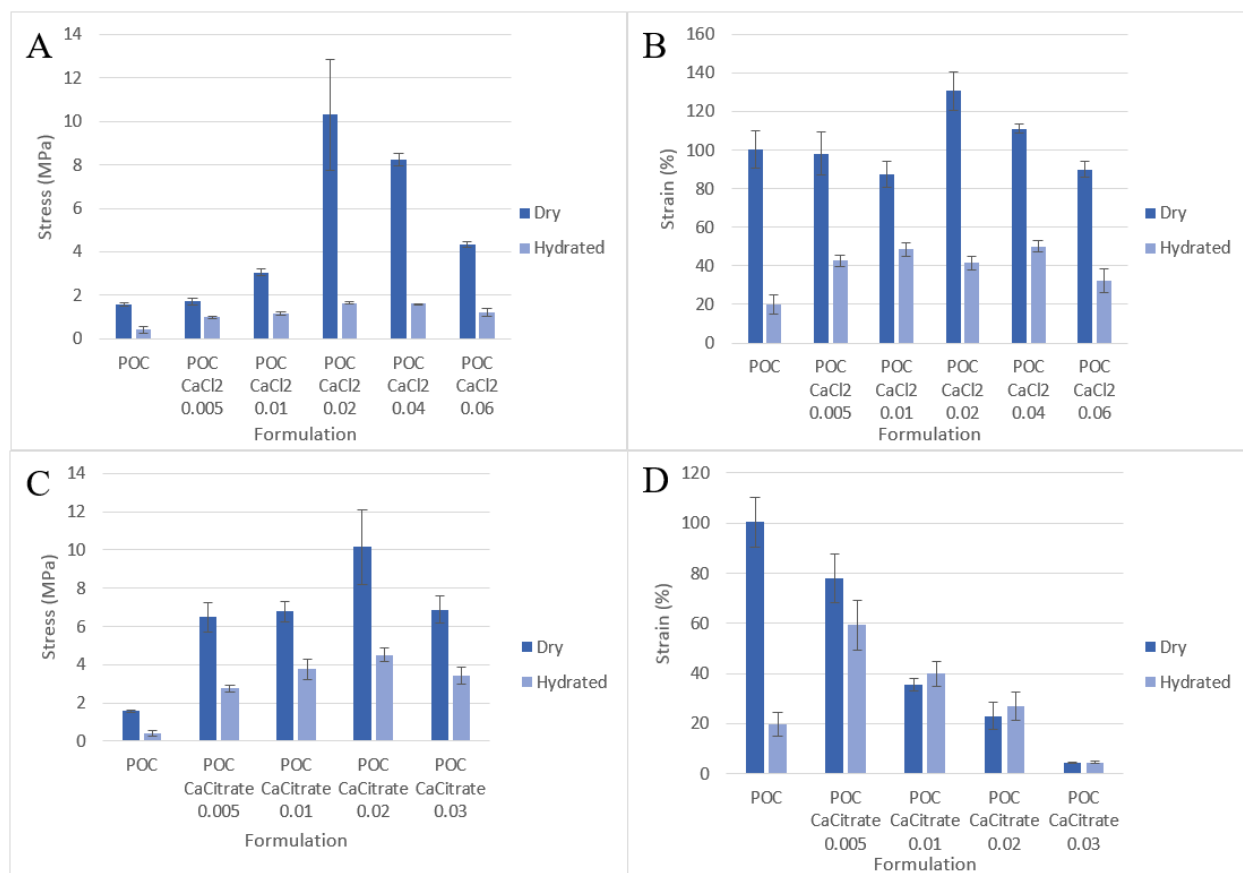 A
14
12
10
8
6
4
2
0
Stress (MPa)
POC POC POC POC POC POC
CaCl2 CaCl2 CaCl2 CaCl2 CaCl2
0.005 0.01 0.02 0.04 0.06
Formulation
Dry
Hydrated
B
160
140
120
100
80
60
40
20
0
Strain (%)
POC POC POC POC POC POC
CaCl2 CaCl2 CaCl2 CaCl2 CaCl2
0.005 0.01 0.02 0.04 0.06
Formulation
Dry
Hydrated
C
14
12
10
8
6
4
2
0
Stress (MPa)
POC POC POC POC POC
CaCitrate CaCitrate CaCitrate CaCitrate
0.005 0.01 0.02 0.03
Formulation
Dry
Hydrated
D
120
100
80
60
40
20
0
Strain (%)
POC POC POC POC POC
CaCitrate CaCitrate CaCitrate CaCitrate
0.005 0.01 0.02 0.03
Formulation
Dry
Hydrated